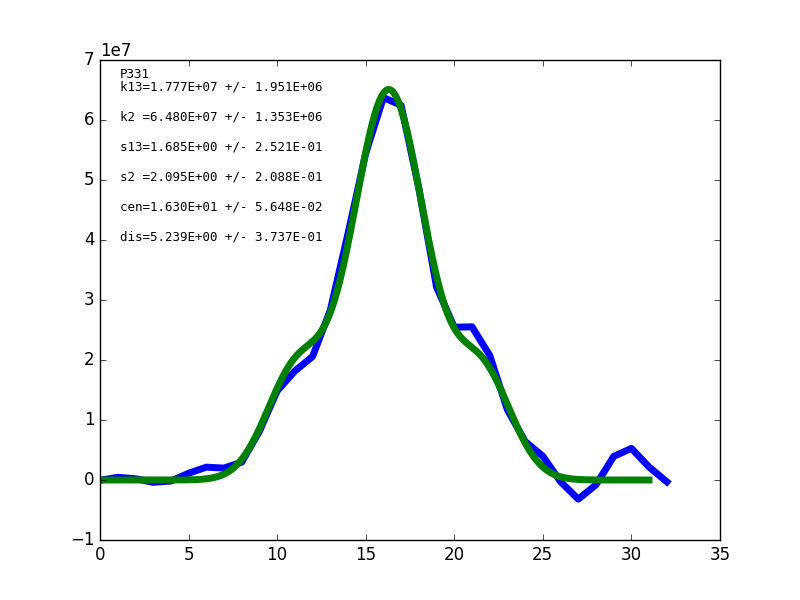 1e7
P331
k13=1.777E+07 +/- 1.951E+06
k2 =6.480E+07 +/- 1.353E+06
s13=1.685E+00 +/- 2.521E-01
s2 =2.095E+00 +/- 2.088E-01
cen=1.630E+01 +/- 5.648E-02
dis=5.239E+00 +/- 3.737E-01
7
6
5
4
3
2
1
0
−1
0 5 10 15 20 25 30 35